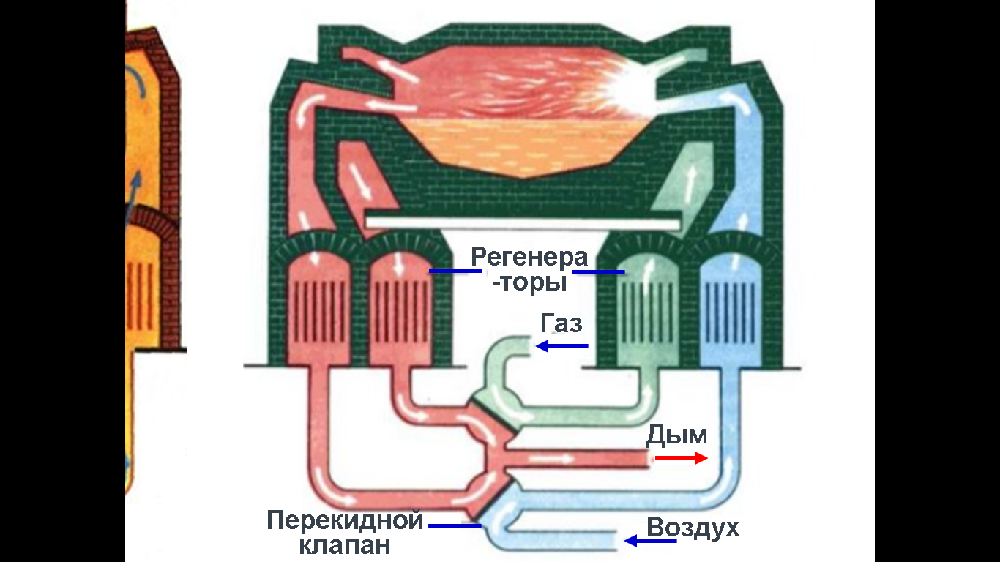 Регенера
-торы
Газ
Дым
Перекидной
клапан
Воздух